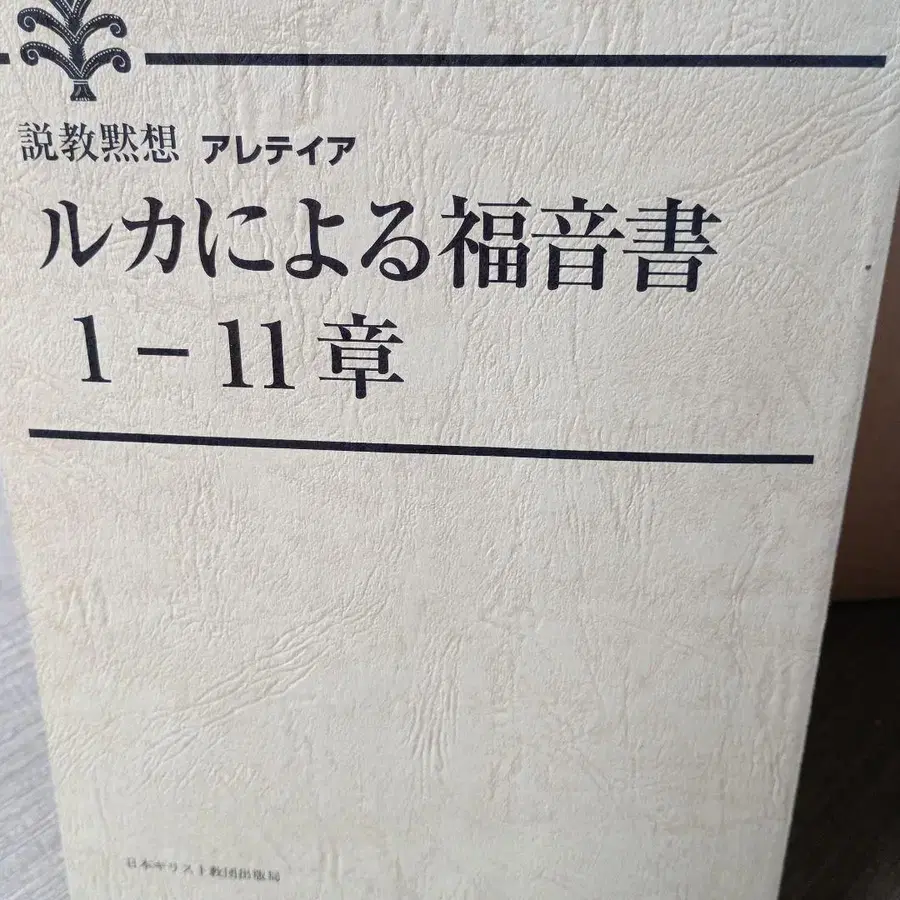 説教黙想 アレテイア
ルカによる福音書
1－11章
日本キリスト教団出版局